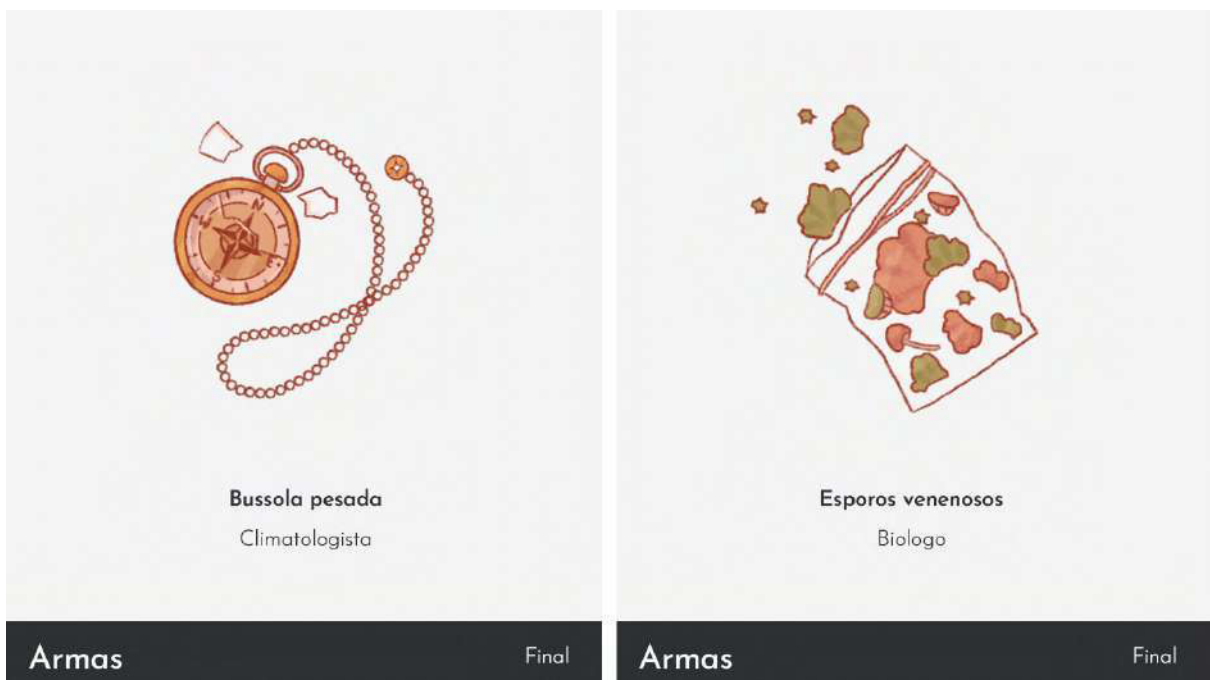 N
E
S
Bussola pesada
Climatologista
Armas
Final
Esporos venenosos
Biologo
Armas
Final